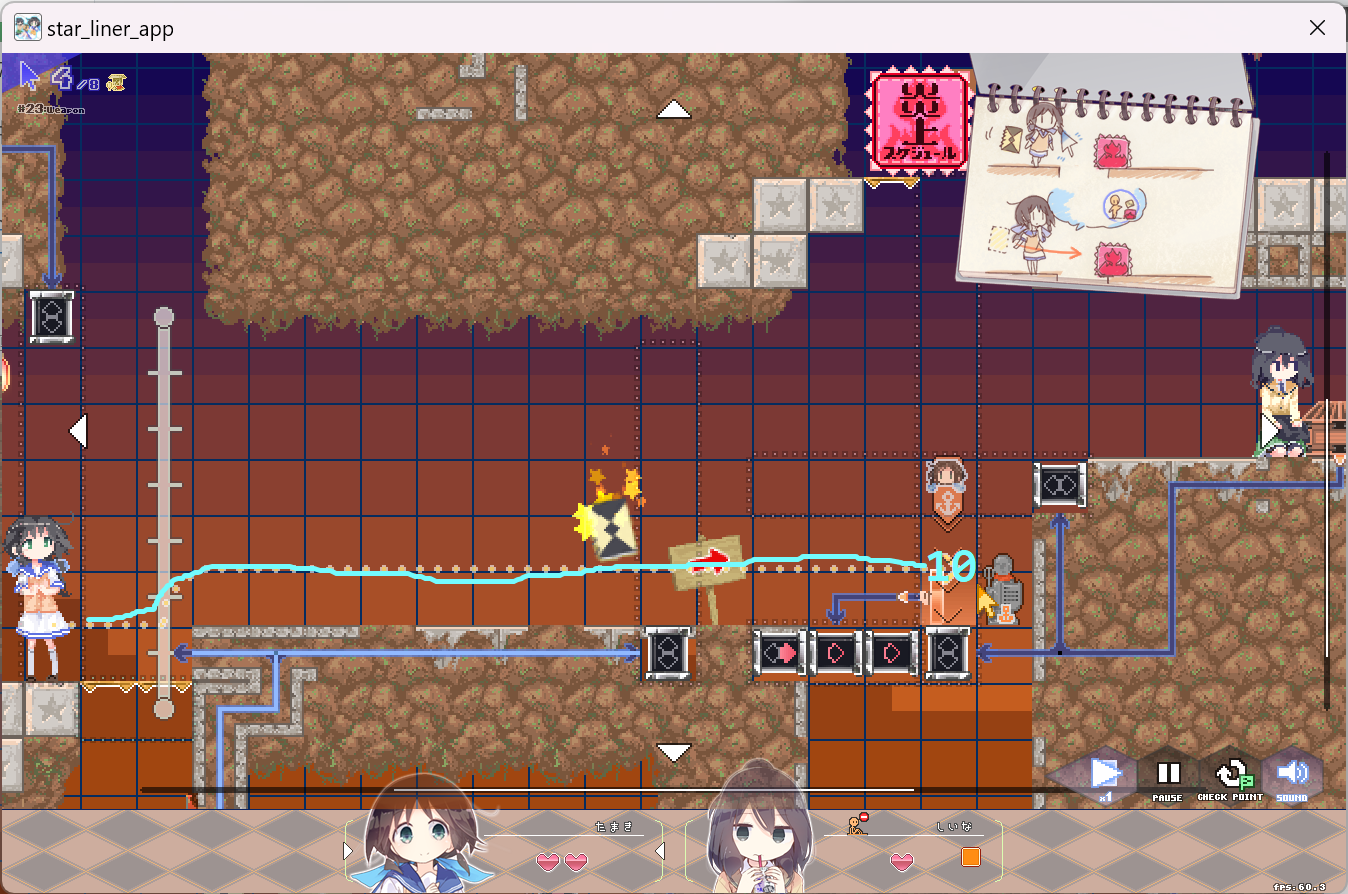 star_liner_app
4/8
#23:Weapon
スケジュール
10
x1
PAUSE
CHECK POINT
SOUND
たまき
しいな
fps:60.3